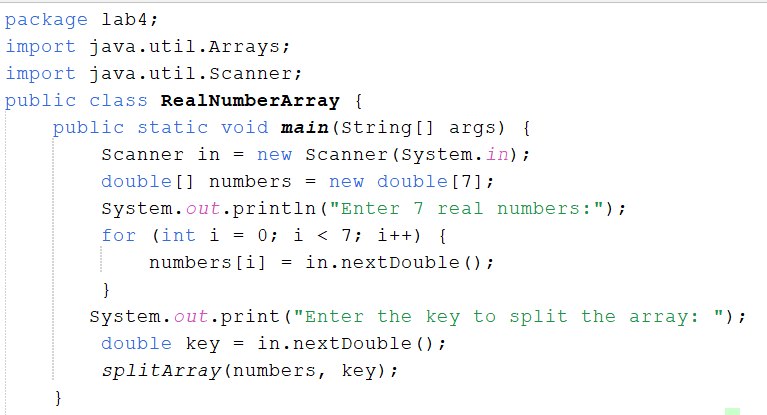 package lab4;
import java.util.Arrays;
import java.util.Scanner;
public class RealNumberArray {
    public static void main(String[] args) {
        Scanner in = new Scanner(System.in);
        double[] numbers = new double[7];
        System.out.println("Enter 7 real numbers:");
        for (int i = 0; i < 7; i++) {
            numbers[i] = in.nextDouble();
        }
       System.out.print("Enter the key to split the array: ");
        double key = in.nextDouble();
        splitArray(numbers, key);
    }